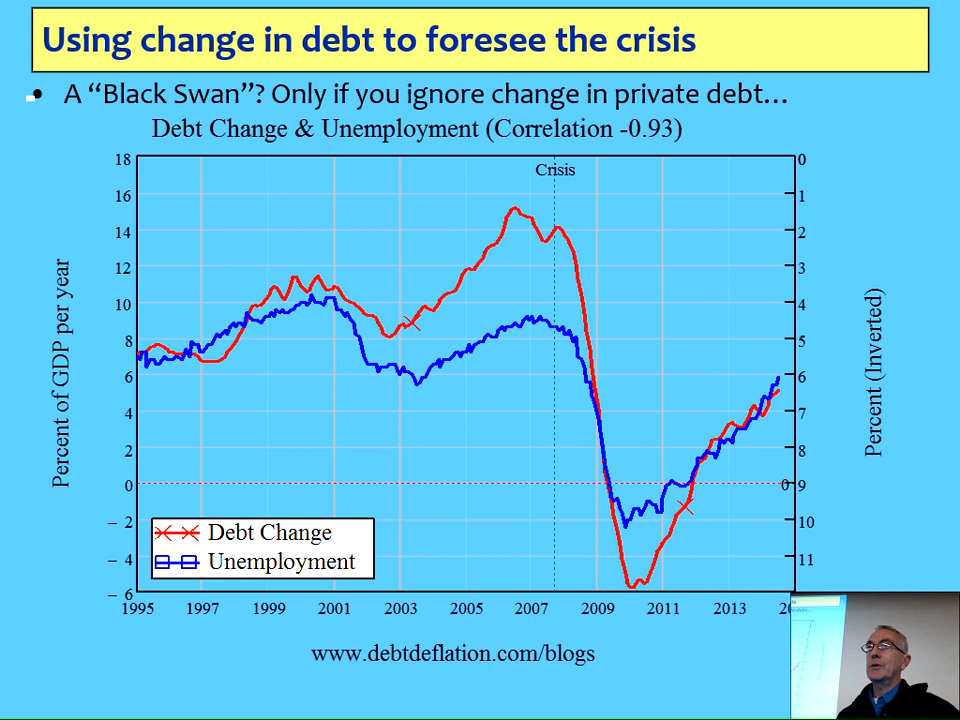 Using change in debt to foresee the crisis
• A “Black Swan”? Only if you ignore change in private debt…
Debt Change & Unemployment (Correlation -0.93)
Crisis
18
16
14
12
10
8
6
4
2
0
– 2
– 4
– 6
Percent of GDP per year
0
1
2
3
4
5
6
7
8
0 9
10
11
Percent (Inverted)
Debt Change
Unemployment
1995 1997 1999 2001 2003 2005 2007 2009 2011 2013
www.debtdeflation.com/blogs